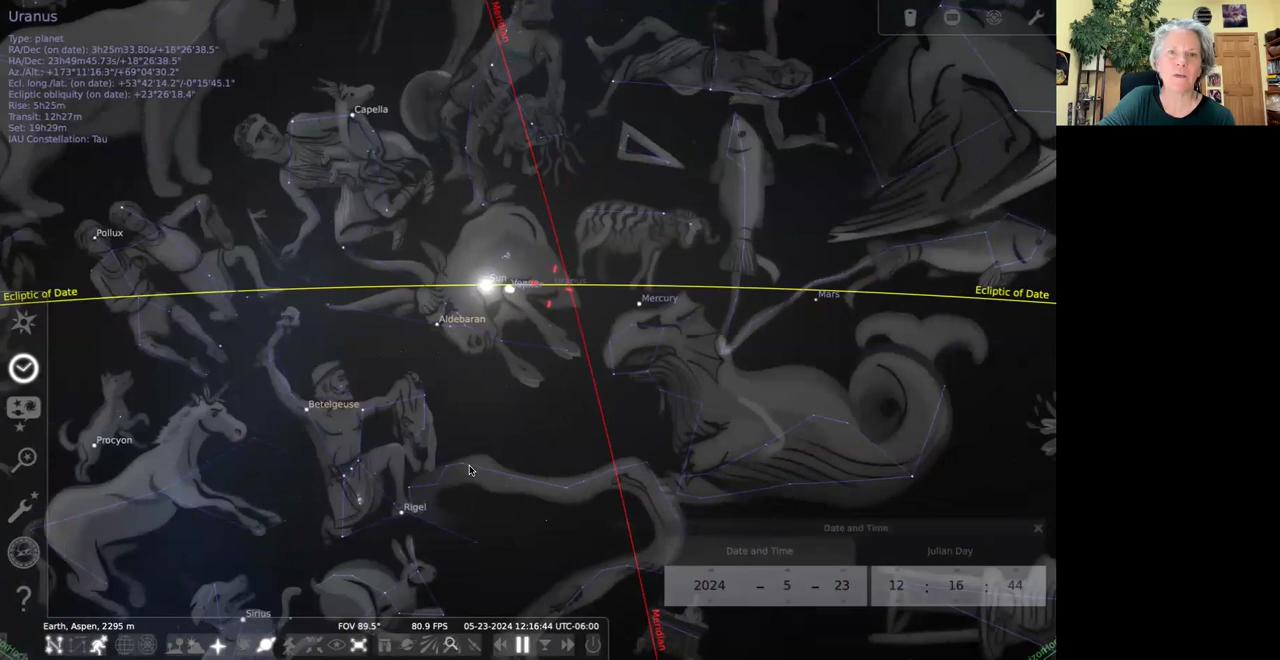 Uranus
Type: planet
RA/Dec (on date): 3h25m33.80s/+18°26'38.5"
HA/Dec: 23h49m45.73s/+18°26'38.5"
Az./Alt.: +173°11'16.3"/+69°04'30.2"
Ecl. long./lat. (on date): +53°42'14.2"/-0°15'45.1"
Ecliptic obliquity (on date): +23°26'18.4"
Rise: 5h25m
Transit: 12h27m
Set: 19h29m
IAU Constellation: Tau
Meridian
Capella
Pollux
Ecliptic of Date
Sun
Uranus
Mercury
Mars
Ecliptic of Date
Aldebaran
Betelgeuse
Procyon
Rigel
Sirius
Meridian
Date and Time
Date and Time
Julian Day
2024 - 5 - 23
12 : 16 : 44
Earth, Aspen, 2295 m
FOV 89.5°
80.9 FPS
05-23-2024 12:16:44 UTC-06:00